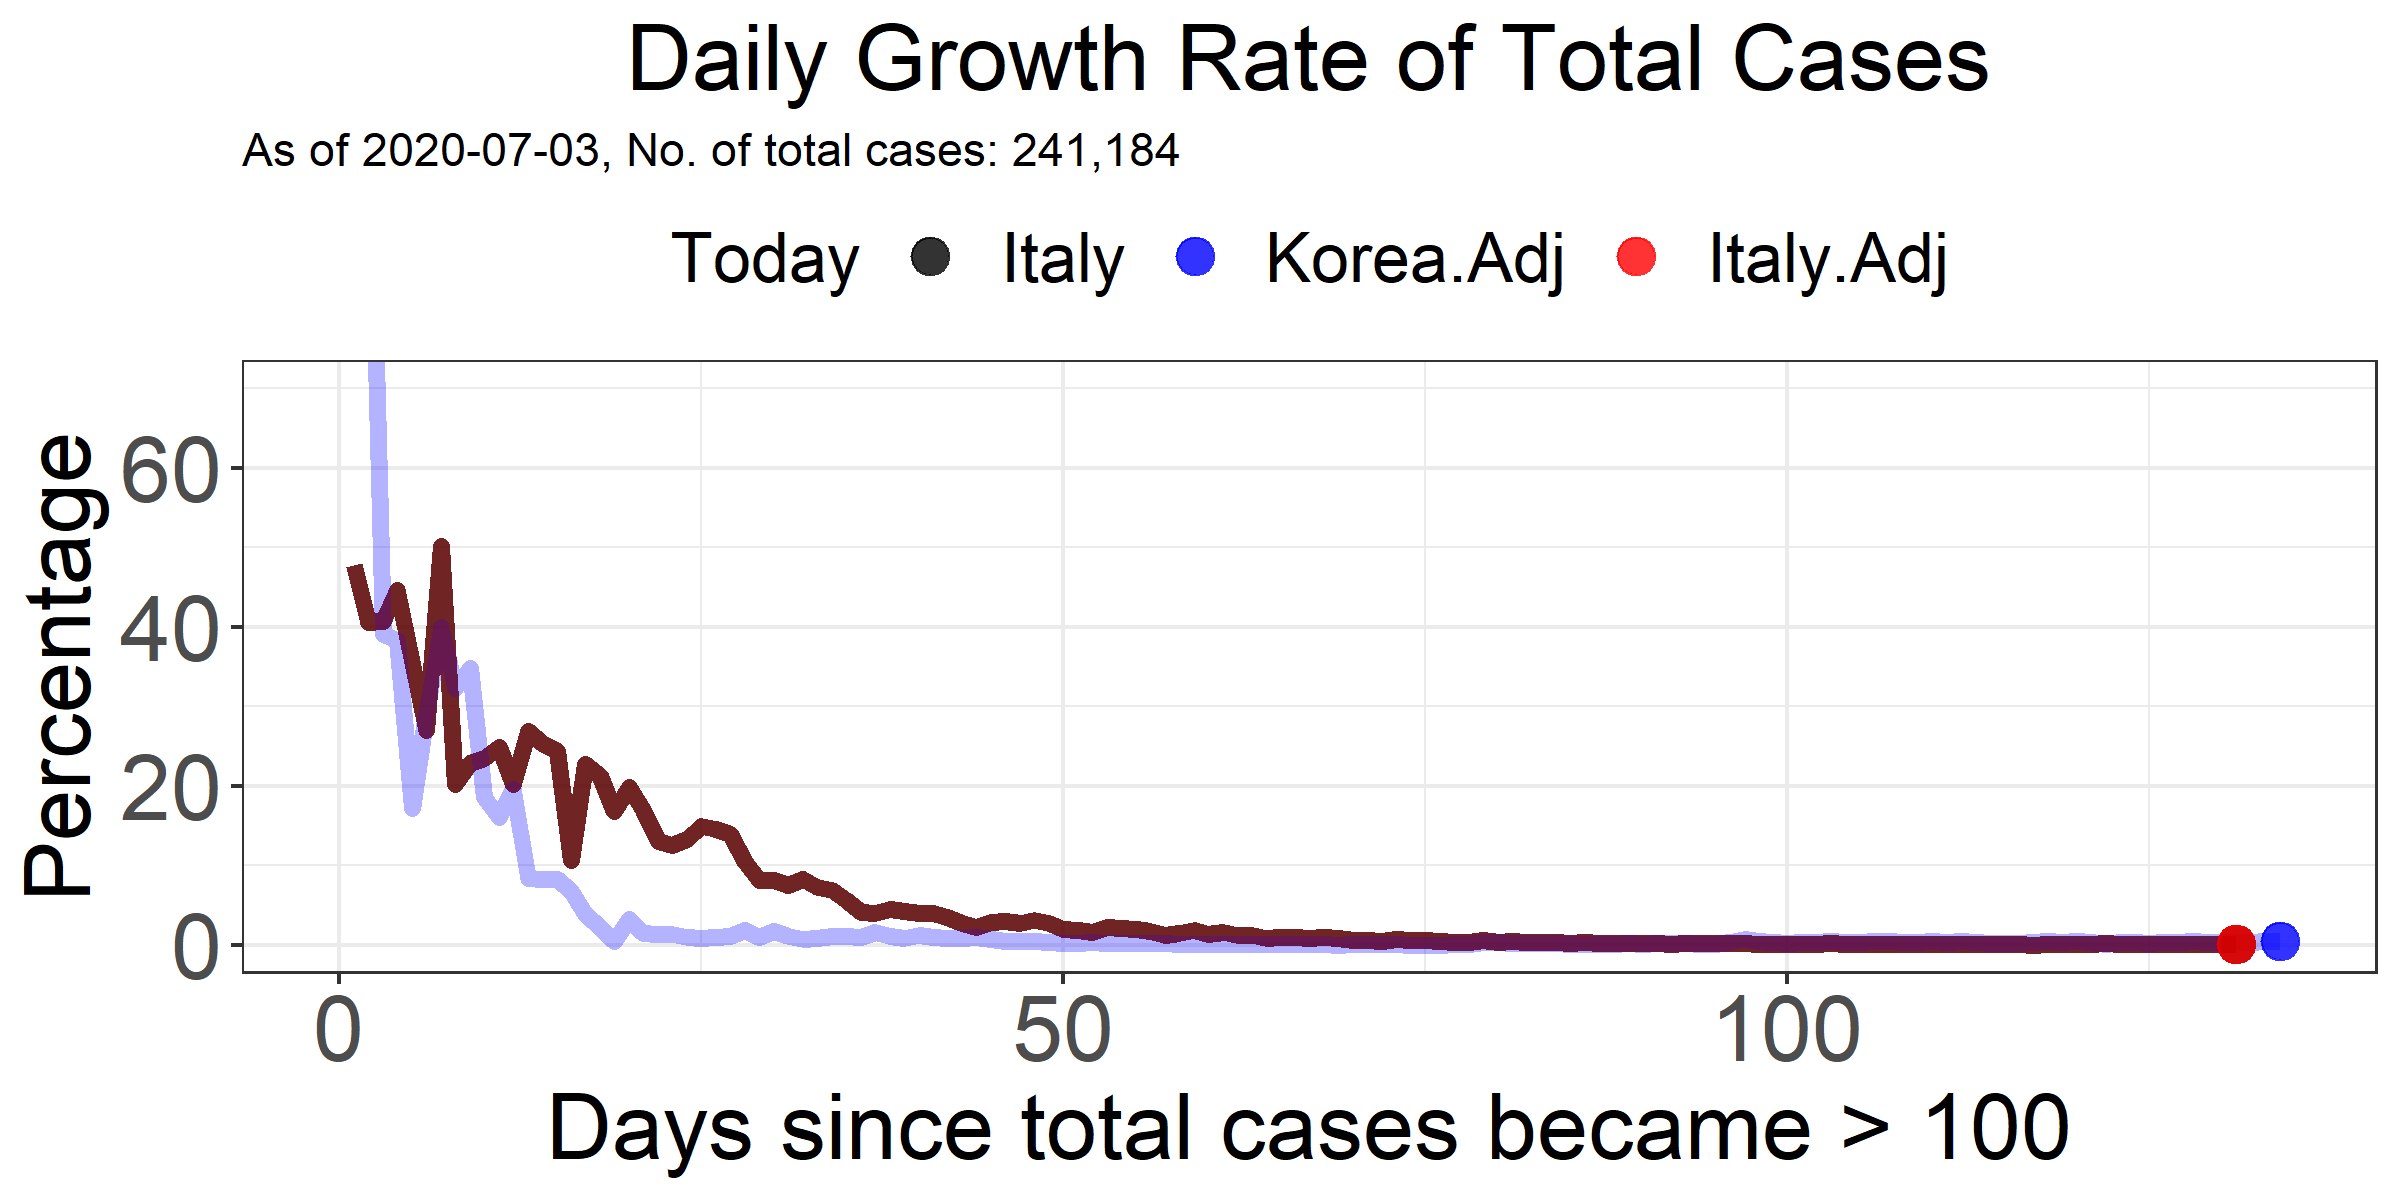 Daily Growth Rate of Total Cases
As of 2020-07-03, No. of total cases: 241,184
Today Italy Korea.Adj Italy.Adj
Percentage
60
40
20
0
0 50 100
Days since total cases became > 100